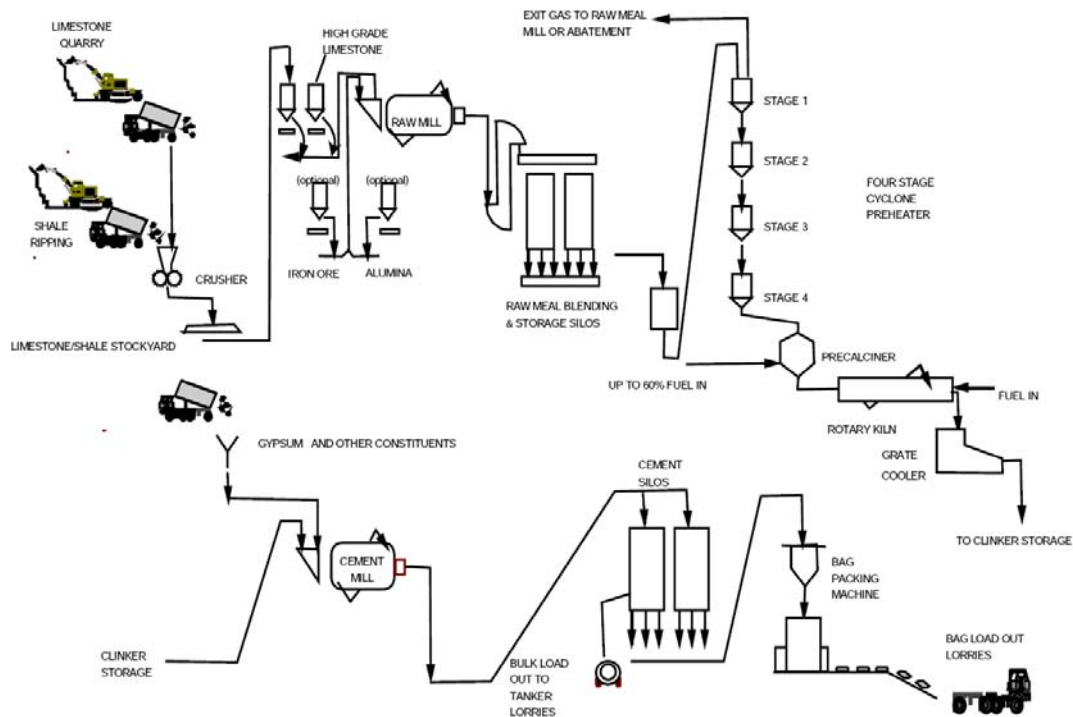 LIMESTONE
QUARRY
HIGH GRADE
LIMESTONE
EXIT GAS TO RAW MEAL
MILL OR ABATEMENT
STAGE 1
RAW MILL
STAGE 2
(optional)
(optional)
FOUR STAGE
CYCLONE
PREHEATER
SHALE
RIPPING
STAGE 3
CRUSHER
IRON ORE
ALUMINA
STAGE 4
RAW MEAL BLENDING
& STORAGE SILOS
LIMESTONE/SHALE STOCKYARD
PRECALCINER
UP TO 60% FUEL IN
FUEL IN
ROTARY KILN
GRATE
COOLER
GYPSUM AND OTHER CONSTITUENTS
CEMENT
SILOS
TO CLINKER STORAGE
CEMENT
MILL
BAG
PACKING
MACHINE
CLINKER
STORAGE
BULK LOAD
OUT TO
TANKER
LORRIES
BAG LOAD OUT
LORRIES